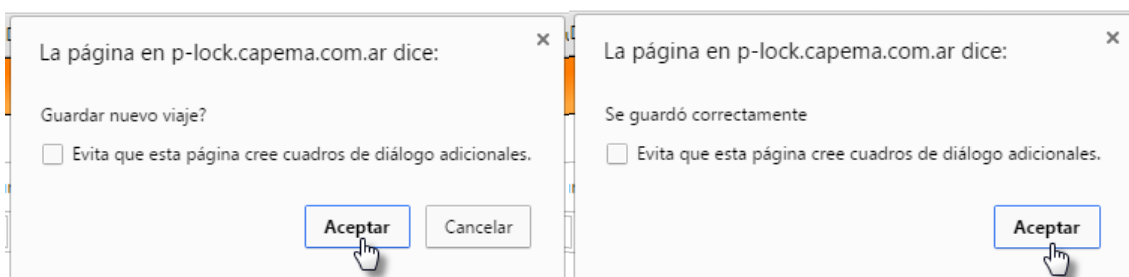 La página en p-lock.capema.com.ar dice:
Guardar nuevo viaje?
Evita que esta página cree cuadros de diálogo adicionales.
Aceptar
Cancelar
La página en p-lock.capema.com.ar dice:
Se guardó correctamente
Evita que esta página cree cuadros de diálogo adicionales.
Aceptar